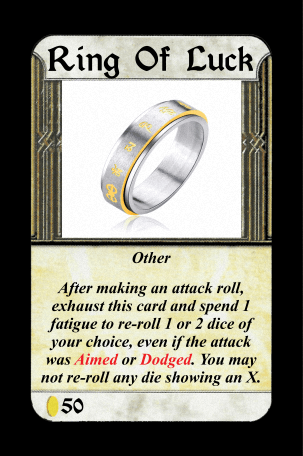 Ring Of Luck
Other
After making an attack roll,
exhaust this card and spend 1
fatigue to re-roll 1 or 2 dice of
your choice, even if the attack
was Aimed or Dodged. You may
not re-roll any die showing an X.
50